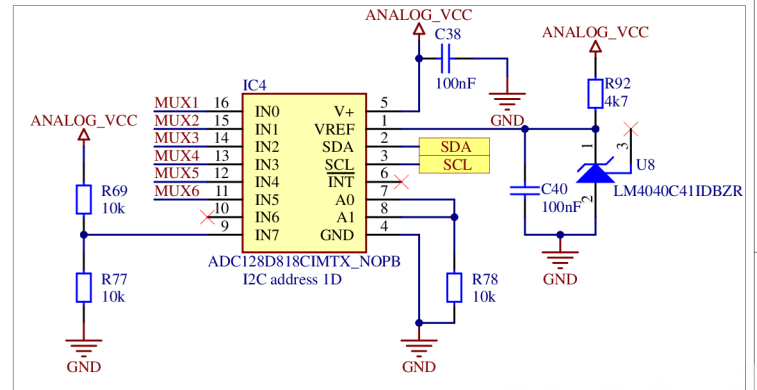 ANALOG_VCC
C38
100nF
GND
ANALOG_VCC
R92
4k7
IC4
MUX1 16 IN0 V+ 5
MUX2 15 IN1 VREF 1
MUX3 14 IN2 SDA 2 SDA
MUX4 13 IN3 SCL 3 SCL
MUX5 12 IN4 INT 6
MUX6 11 IN5 A0 7
10 IN6 A1 8
9 IN7 GND 4
ADC128D818CIMTX_NOPB
I2C address 1D
ANALOG_VCC
R69
10k
R77
10k
GND
R78
10k
GND
C40
100nF
1
3
2
U8
LM4040C41IDBZR
GND